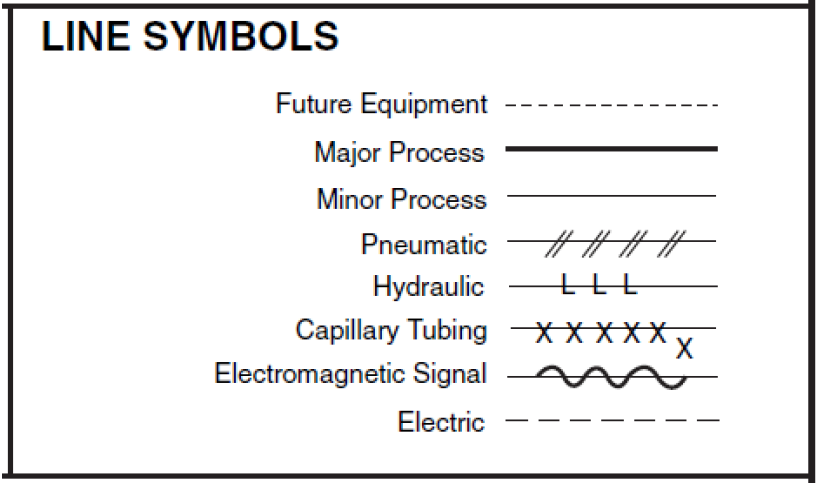 LINE SYMBOLS
Future Equipment
Major Process
Minor Process
Pneumatic
Hydraulic L L L
Capillary Tubing X X X X X X
Electromagnetic Signal
Electric